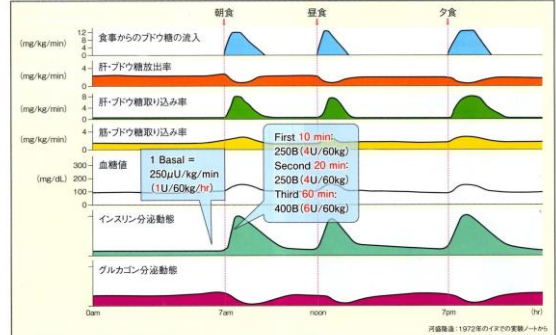 朝食
昼食
夕食
食事からのブドウ糖の流入
(mg/kg/min)
12
8
4
0
肝・ブドウ糖放出率
(mg/kg/min)
4
0
肝・ブドウ糖取り込み率
(mg/kg/min)
8
4
0
筋・ブドウ糖取り込み率
(mg/kg/min)
4
0
血糖値
(mg/dL)
300
200
100
0
1 Basal =
250μU/kg/min
(1U/60kg/hr)
First 10 min:
250B(4U/60kg)
Second 20 min:
250B(4U/60kg)
Third 60 min;
400B(6U/60kg)
インスリン分泌動態
グルカゴン分泌動態
0am
7am
noon
7pm
(hr)
河盛隆造:1972年のイヌでの実験ノートから